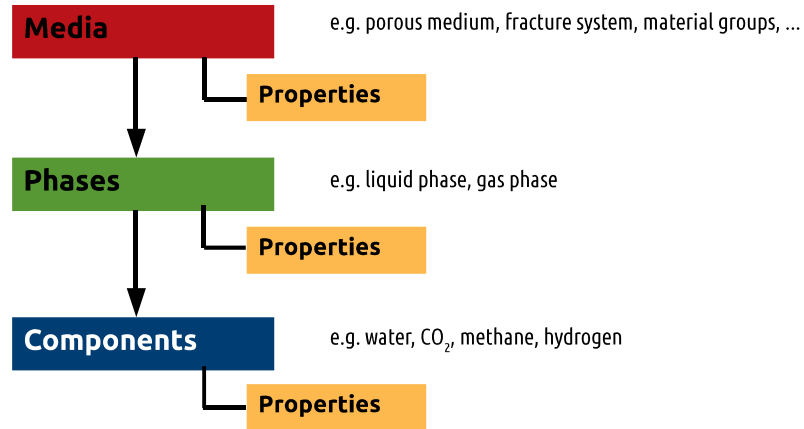 Media
e.g. porous medium, fracture system, material groups, ...
Properties
Phases
e.g. liquid phase, gas phase
Properties
Components
e.g. water, CO₂, methane, hydrogen
Properties